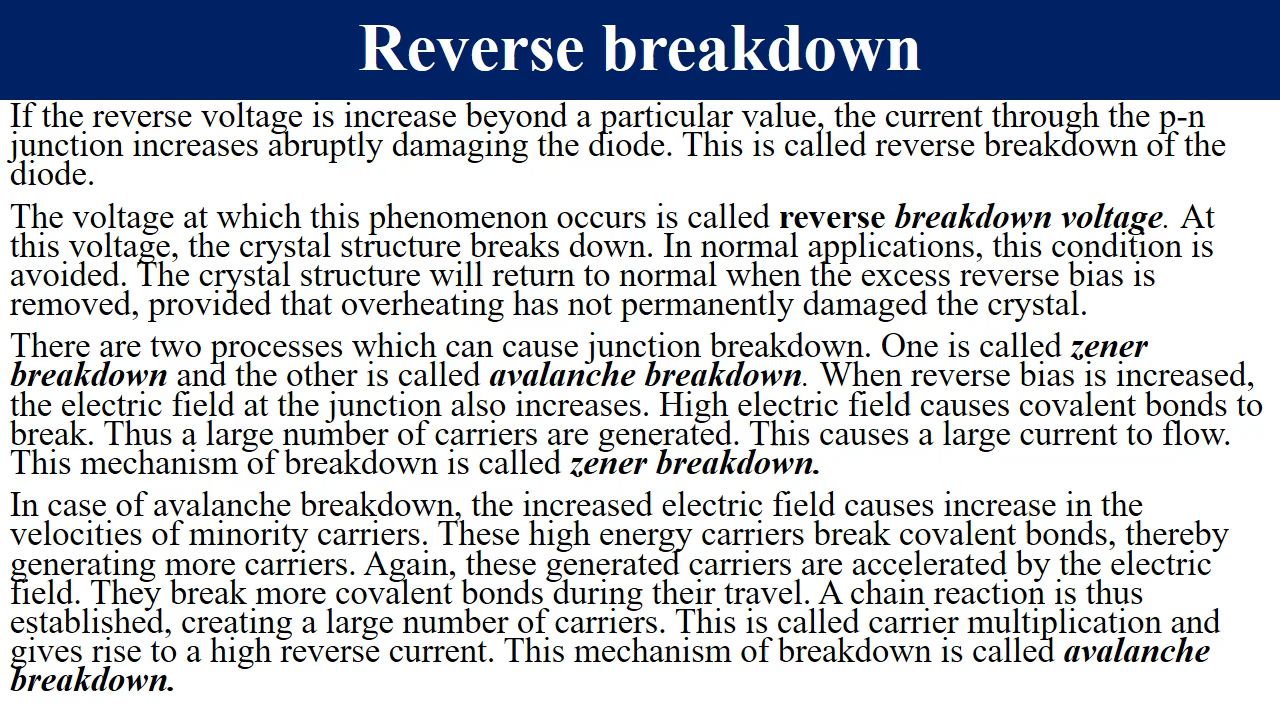 Reverse breakdown
If the reverse voltage is increase beyond a particular value, the current through the p-n
junction increases abruptly damaging the diode. This is called reverse breakdown of the
diode.
The voltage at which this phenomenon occurs is called reverse breakdown voltage. At
this voltage, the crystal structure breaks down. In normal applications, this condition is
avoided. The crystal structure will return to normal when the excess reverse bias is
removed, provided that overheating has not permanently damaged the crystal.
There are two processes which can cause junction breakdown. One is called zener
breakdown and the other is called avalanche breakdown. When reverse bias is increased,
the electric field at the junction also increases. High electric field causes covalent bonds to
break. Thus a large number of carriers are generated. This causes a large current to flow.
This mechanism of breakdown is called zener breakdown.
In case of avalanche breakdown, the increased electric field causes increase in the
velocities of minority carriers. These high energy carriers break covalent bonds, thereby
generating more carriers. Again, these generated carriers are accelerated by the electric
field. They break more covalent bonds during their travel. A chain reaction is thus
established, creating a large number of carriers. This is called carrier multiplication and
gives rise to a high reverse current. This mechanism of breakdown is called avalanche
breakdown.